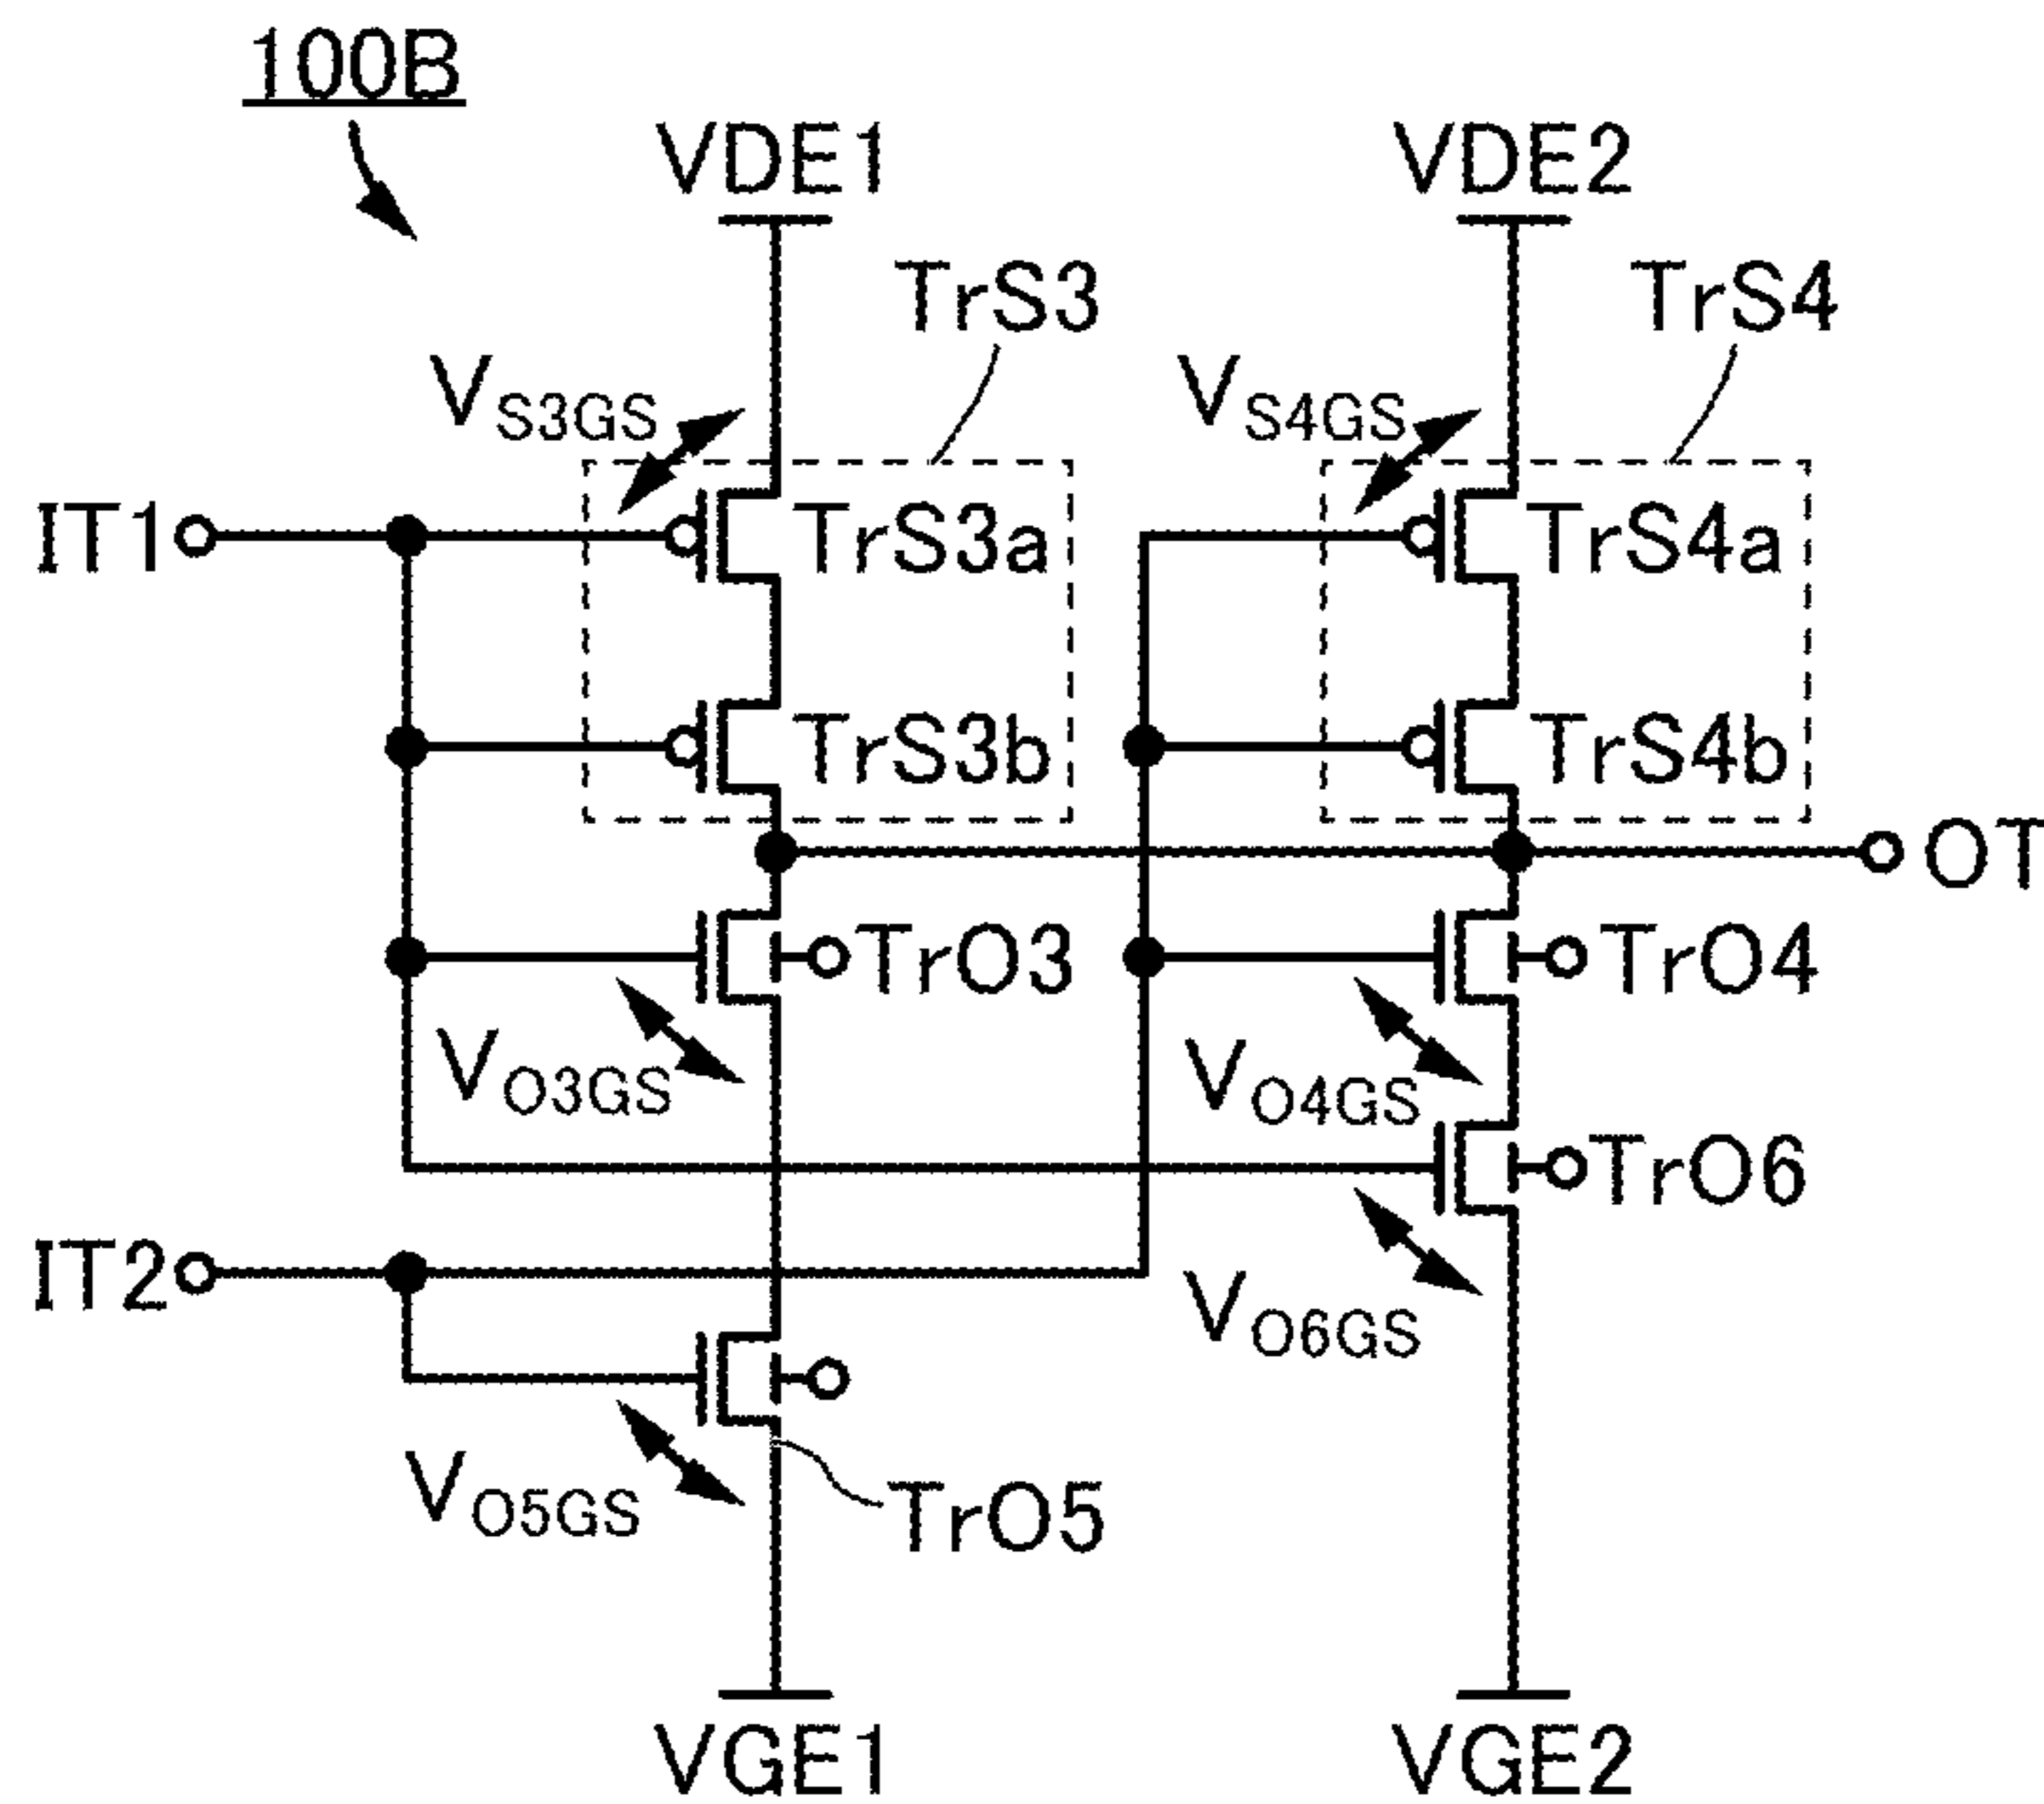 100B
VDE1
VDE2
TrS3
TrS4
VS3GS
VS4GS
IT1
TrS3a
TrS4a
TrS3b
TrS4b
OT
TrO3
TrO4
VO3GS
VO4GS
TrO6
IT2
VO6GS
VO5GS
TrO5
VGE1
VGE2